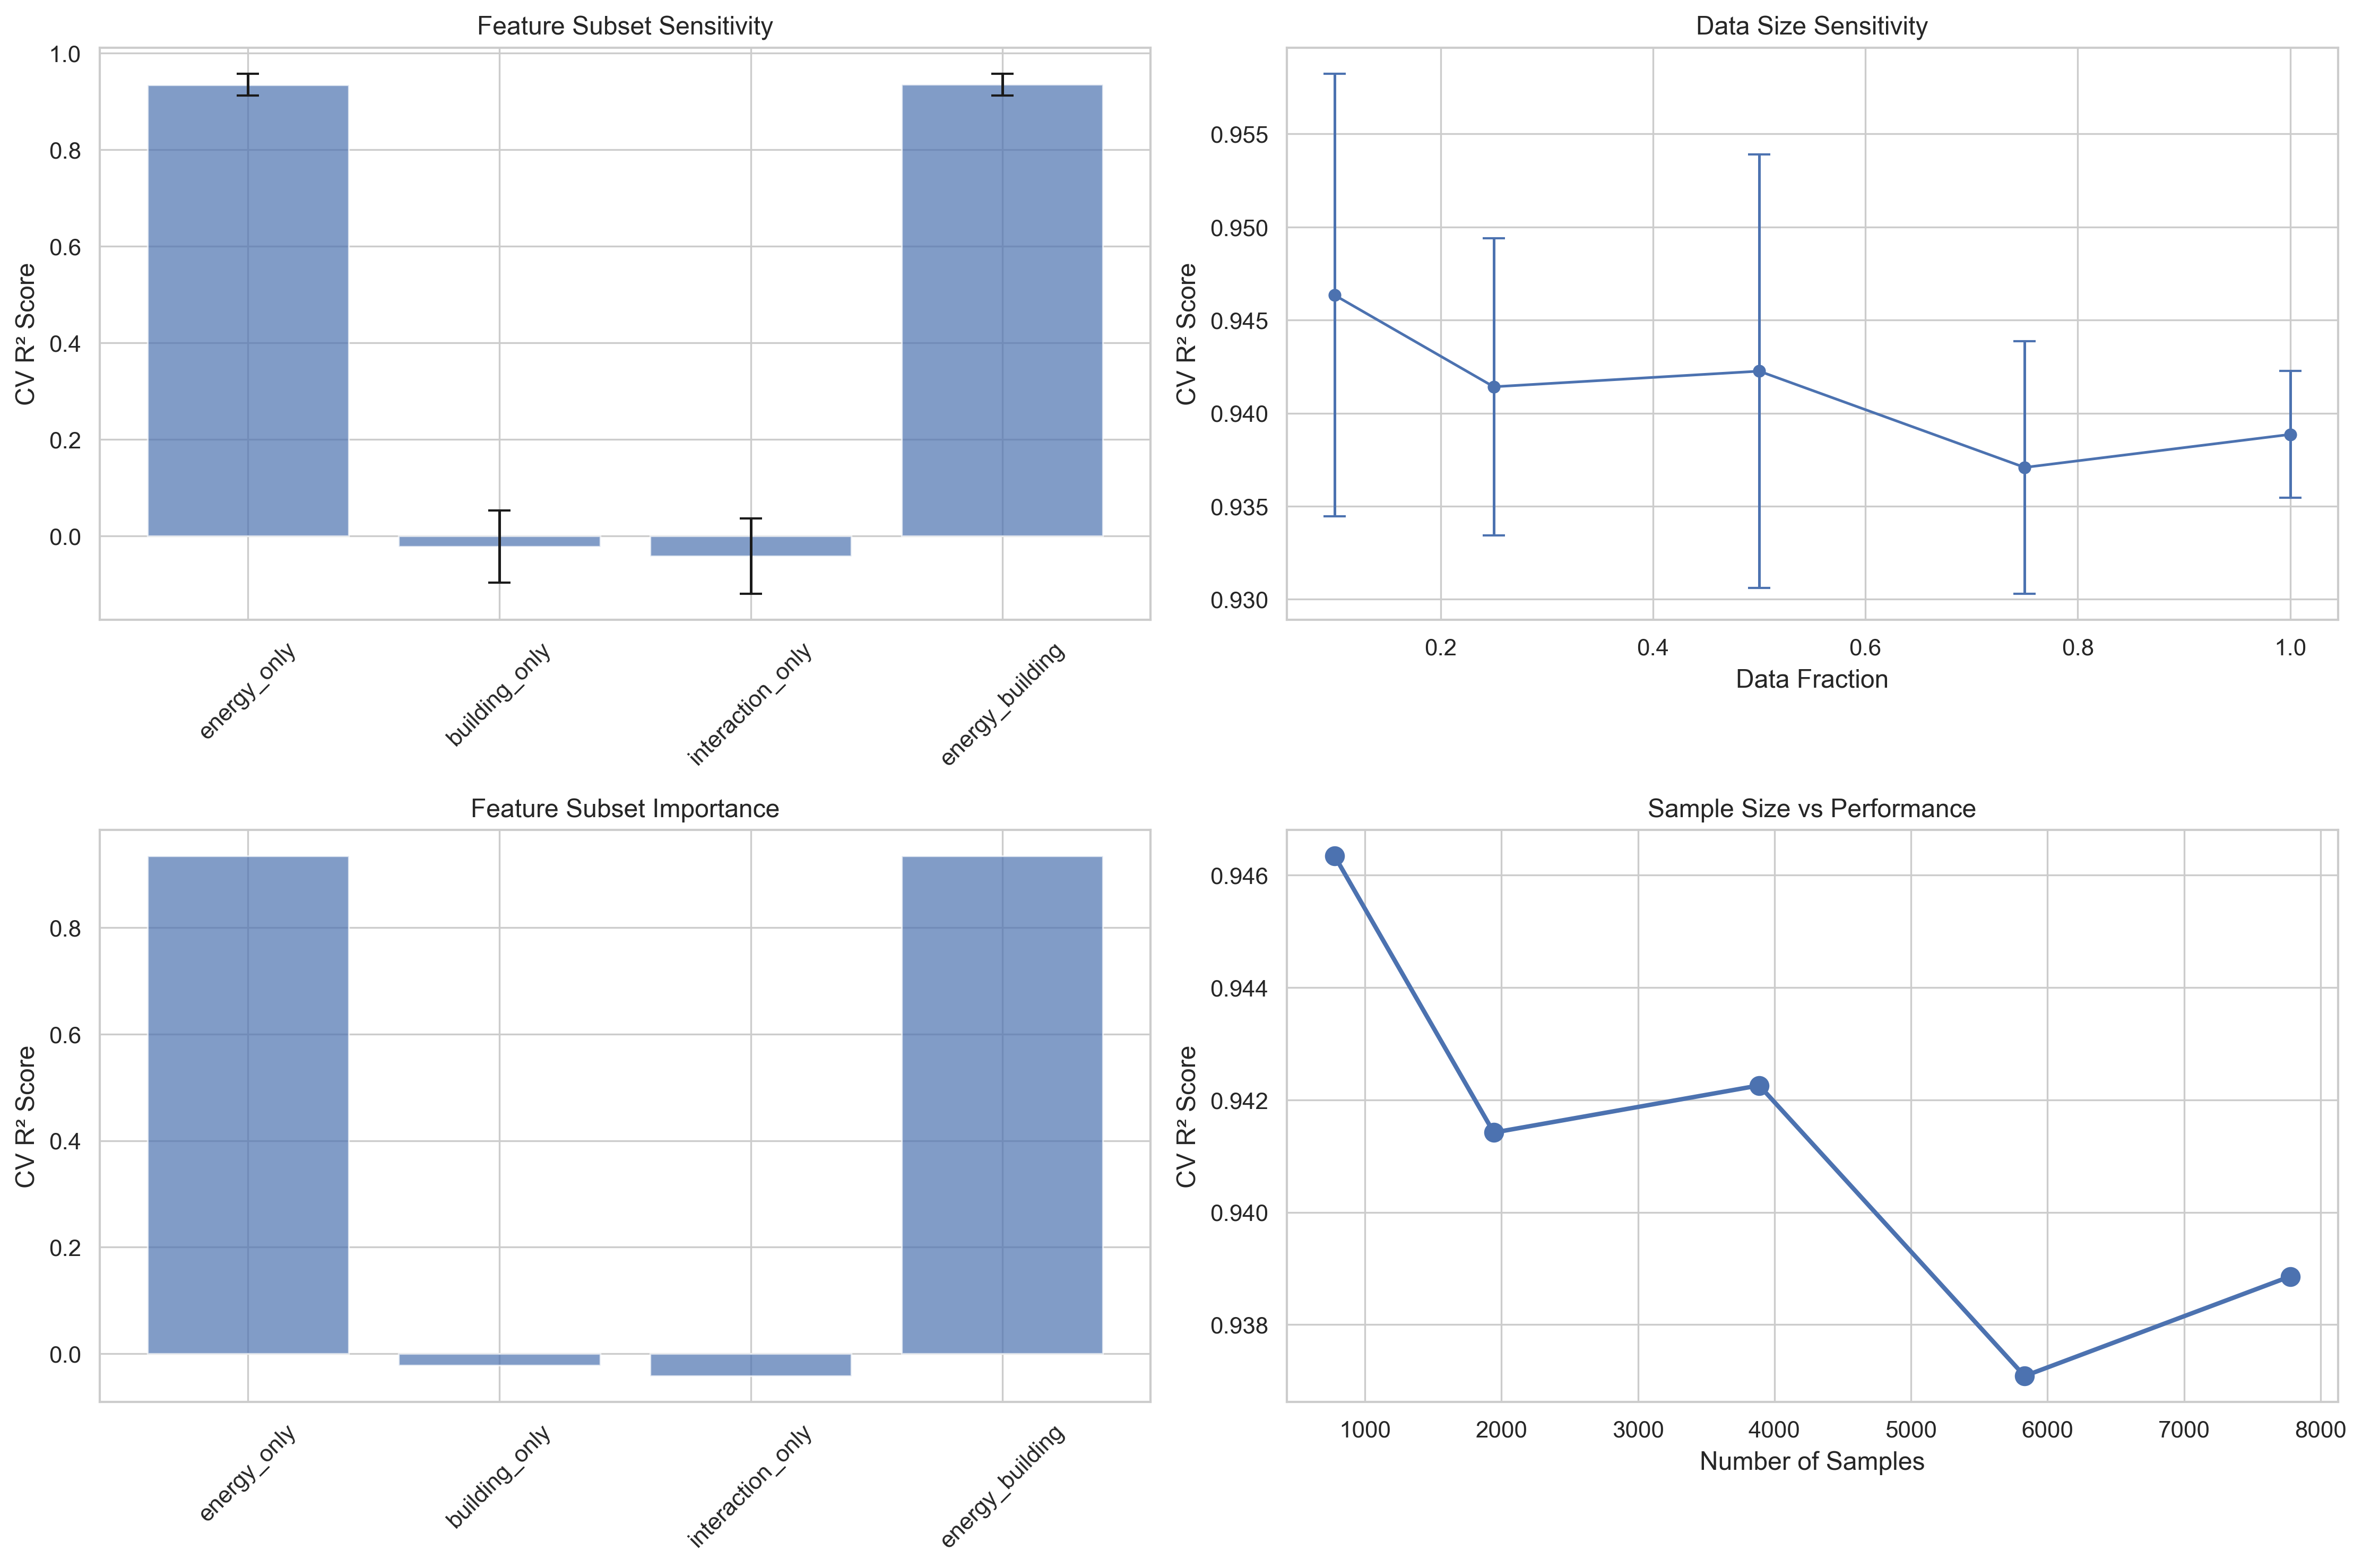 Feature Subset Sensitivity
CV R² Score
1.0
0.8
0.6
0.4
0.2
0.0
energy_only
building_only
interaction_only
energy_building
Data Size Sensitivity
CV R² Score
0.955
0.950
0.945
0.940
0.935
0.930
0.2 0.4 0.6 0.8 1.0
Data Fraction
Feature Subset Importance
CV R² Score
0.8
0.6
0.4
0.2
0.0
energy_only
building_only
interaction_only
energy_building
Sample Size vs Performance
CV R² Score
0.946
0.944
0.942
0.940
0.938
1000 2000 3000 4000 5000 6000 7000 8000
Number of Samples